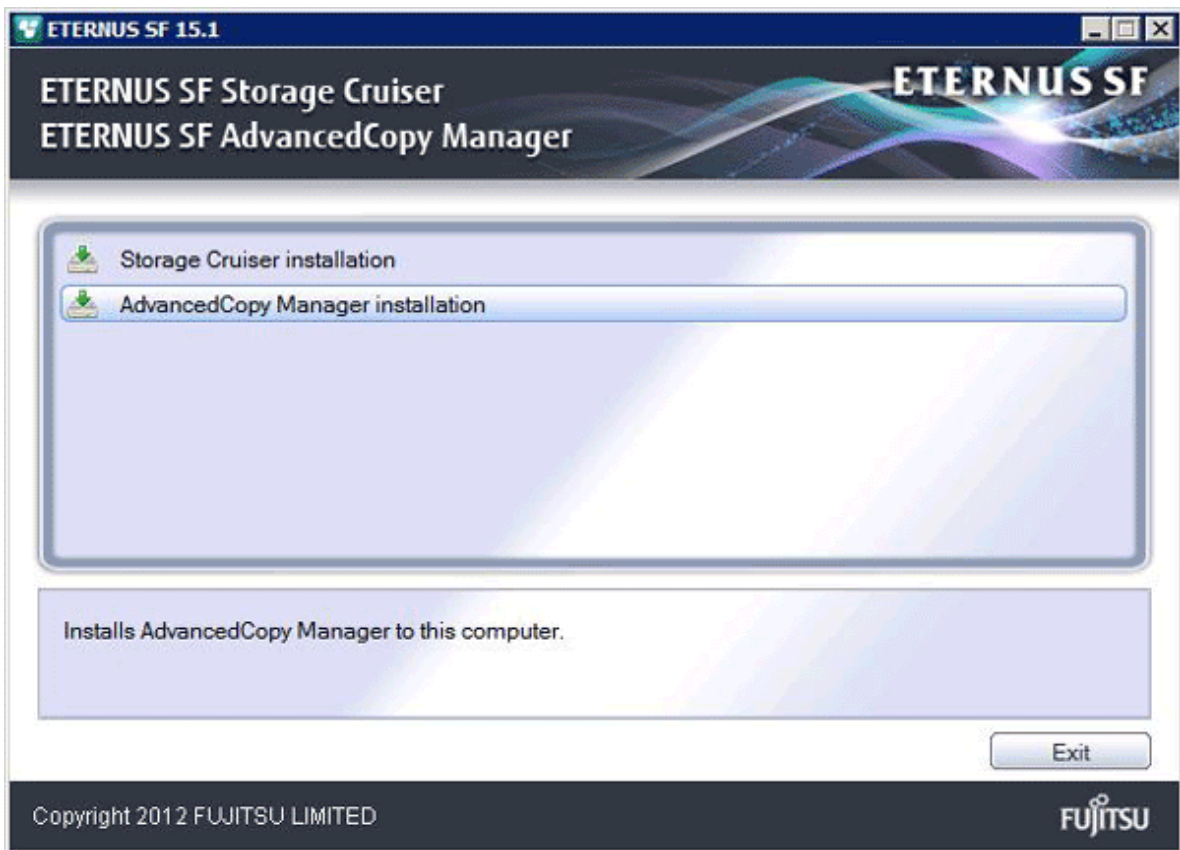 ETERNUS SF 15.1
ETERNUS SF Storage Cruiser
ETERNUS SF AdvancedCopy Manager
ETERNUS SF
Storage Cruiser installation
AdvancedCopy Manager installation
Installs AdvancedCopy Manager to this computer.
Exit
Copyright 2012 FUJITSU LIMITED
FUJITSU